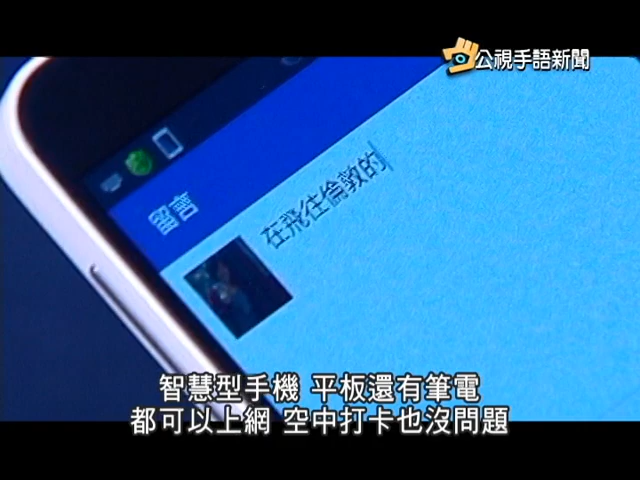 公視手語新聞
留言
在飛往倫敦的
智慧型手機 平板還有筆電
都可以上網 空中打卡也沒問題